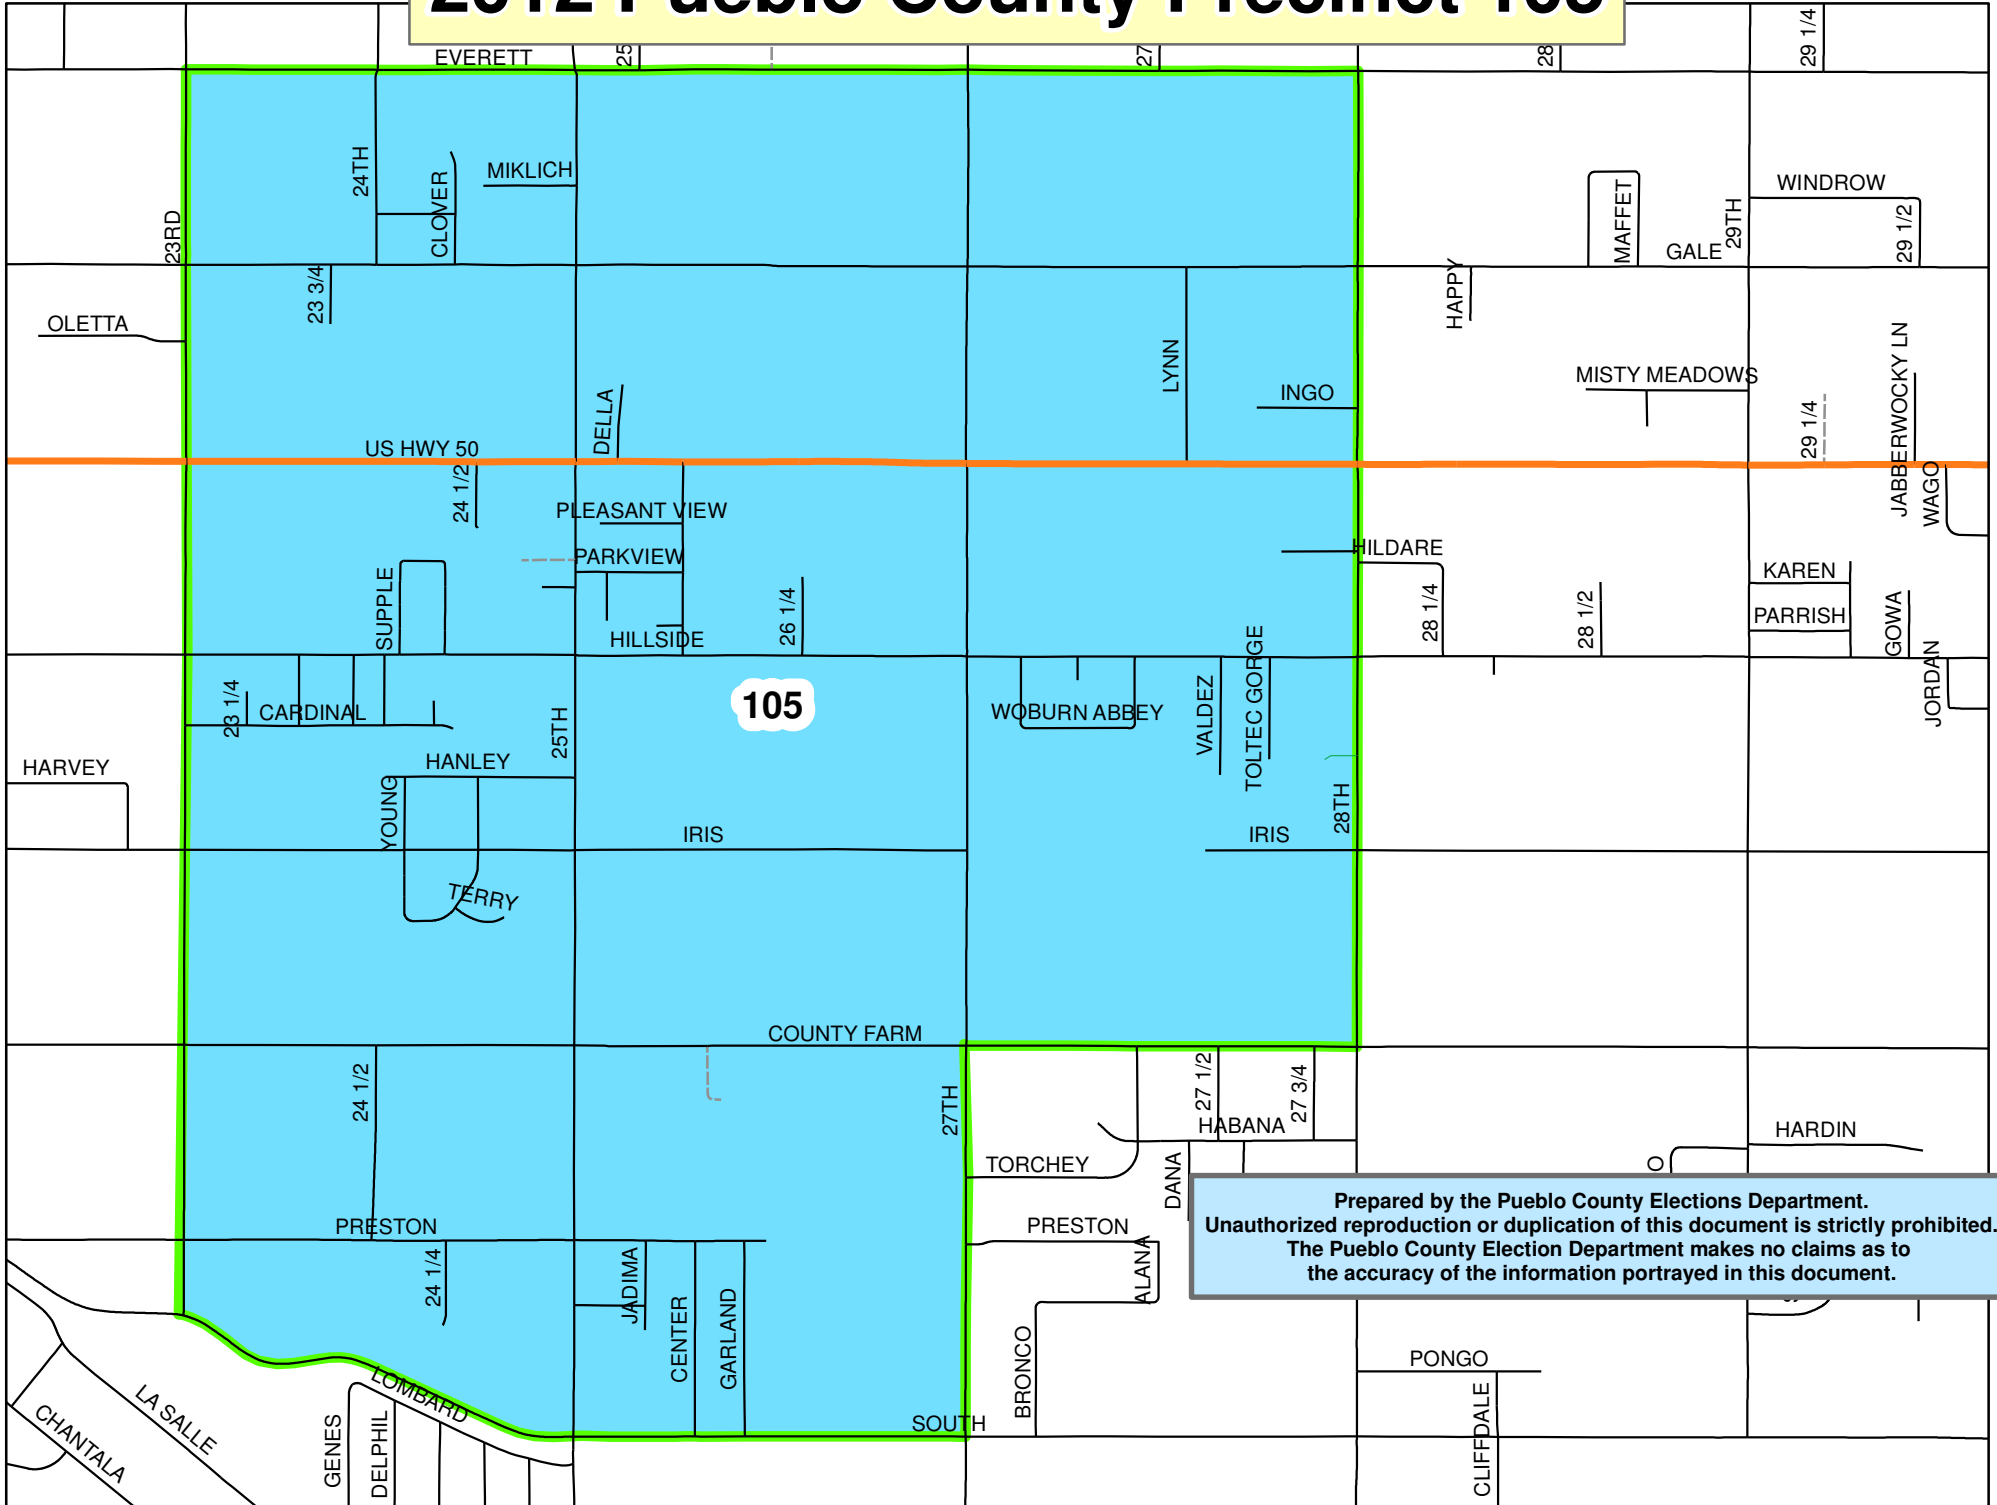 2012 Pueblo County Precinct 105
EVERETT
25
27
28
29 1/4
24TH
CLOVER
MIKLICH
23RD
MAFFET
29TH
WINDROW
29 1/2
GALE
23 3/4
HAPPY
OLETTA
LYNN
INGO
MISTY MEADOWS
JABBERWOCKY LN
DELLA
29 1/4
US HWY 50
24 1/2
WAGO
PLEASANT VIEW
PARKVIEW
HILDARE
KAREN
SUPPLE
26 1/4
28 1/4
28 1/2
PARRISH
GOWA
HILLSIDE
TOLTEC GORGE
JORDAN
23 1/4
CARDINAL
25TH
105
WOBURN ABBEY
VALDEZ
HARVEY
HANLEY
YOUNG
28TH
IRIS
IRIS
TERRY
COUNTY FARM
24 1/2
27TH
27 1/2
27 3/4
HABANA
HARDIN
TORCHEY
DANA
O
PRESTON
PRESTON
ALANA
24 1/4
JADIMA
CENTER
GARLAND
Prepared by the Pueblo County Elections Department.
Unauthorized reproduction or duplication of this document is strictly prohibited.
The Pueblo County Election Department makes no claims as to
the accuracy of the information portrayed in this document.
BRONCO
PONGO
LOMBARD
LA SALLE
CHANTALA
GENES
DELPHIL
SOUTH
CLIFFDALE